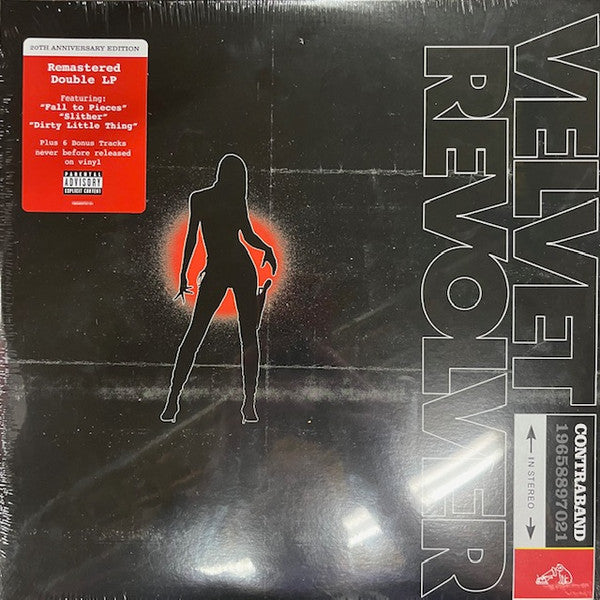 20TH ANNIVERSARY EDITION
Remastered
Double LP
Featuring:
"Fall to Pieces"
"Slither"
"Dirty Little Thing"
Plus 6 Bonus Tracks
never before released
on vinyl
PARENTAL
ADVISORY
EXPLICIT CONTENT
VELVET
REVOLVER
CONTRABAND
19658897021
IN STEREO